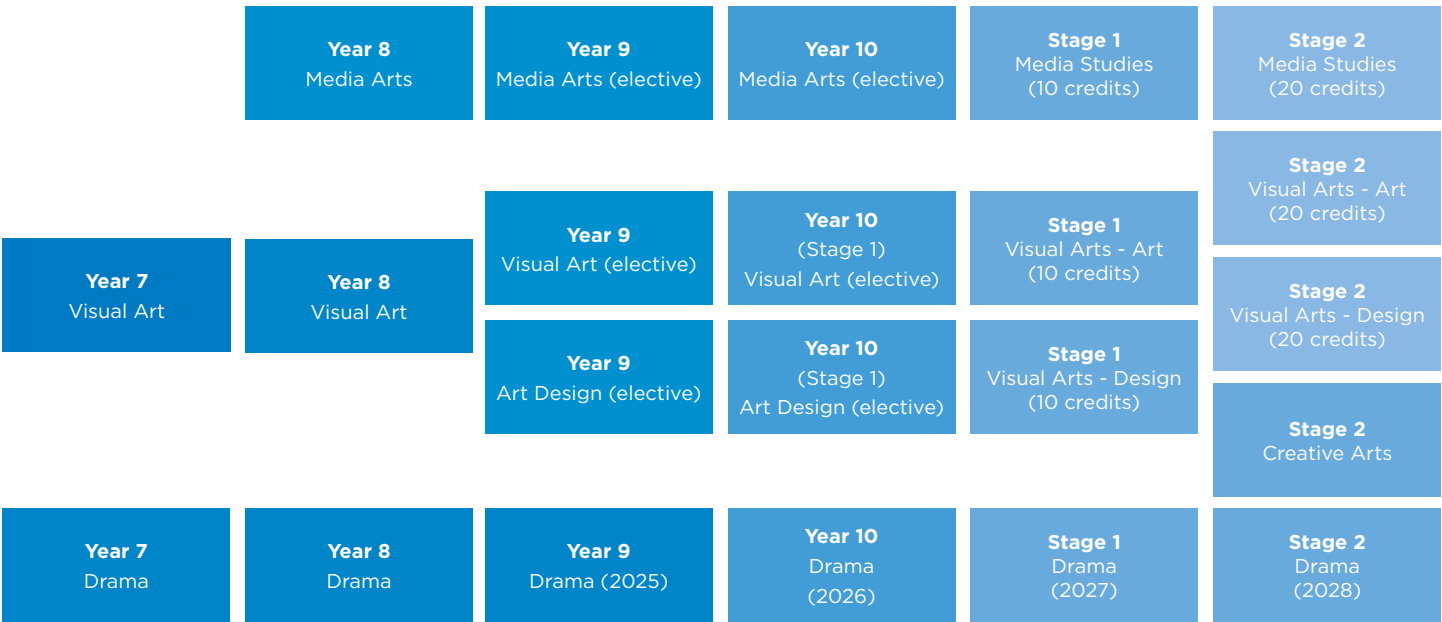 Year 8
Media Arts
Year 9
Media Arts (elective)
Year 10
Media Arts (elective)
Stage 1
Media Studies
(10 credits)
Stage 2
Media Studies
(20 credits)
Year 7
Visual Art
Year 8
Visual Art
Year 9
Visual Art (elective)
Year 10
(Stage 1)
Visual Art (elective)
Stage 1
Visual Arts - Art
(10 credits)
Stage 2
Visual Arts - Art
(20 credits)
Year 9
Art Design (elective)
Year 10
(Stage 1)
Art Design (elective)
Stage 1
Visual Arts - Design
(10 credits)
Stage 2
Visual Arts - Design
(20 credits)
Stage 2
Creative Arts
Year 7
Drama
Year 8
Drama
Year 9
Drama (2025)
Year 10
Drama
(2026)
Stage 1
Drama
(2027)
Stage 2
Drama
(2028)